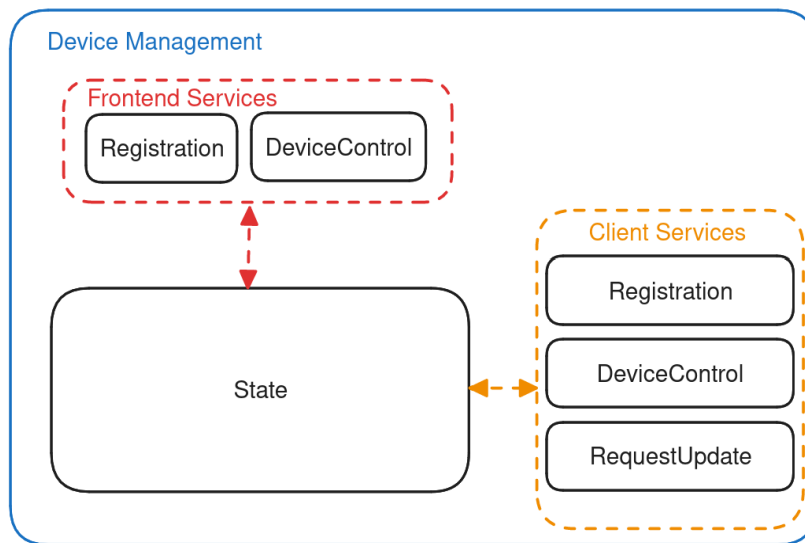 Device Management
Frontend Services
Registration
DeviceControl
State
Client Services
Registration
DeviceControl
RequestUpdate